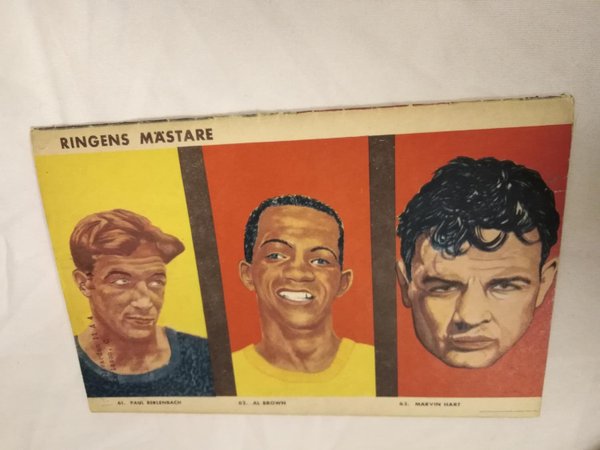 RINGENS MÄSTARE
61. PAUL BERLENBACH
62. AL BROWN
63. MARVIN HART